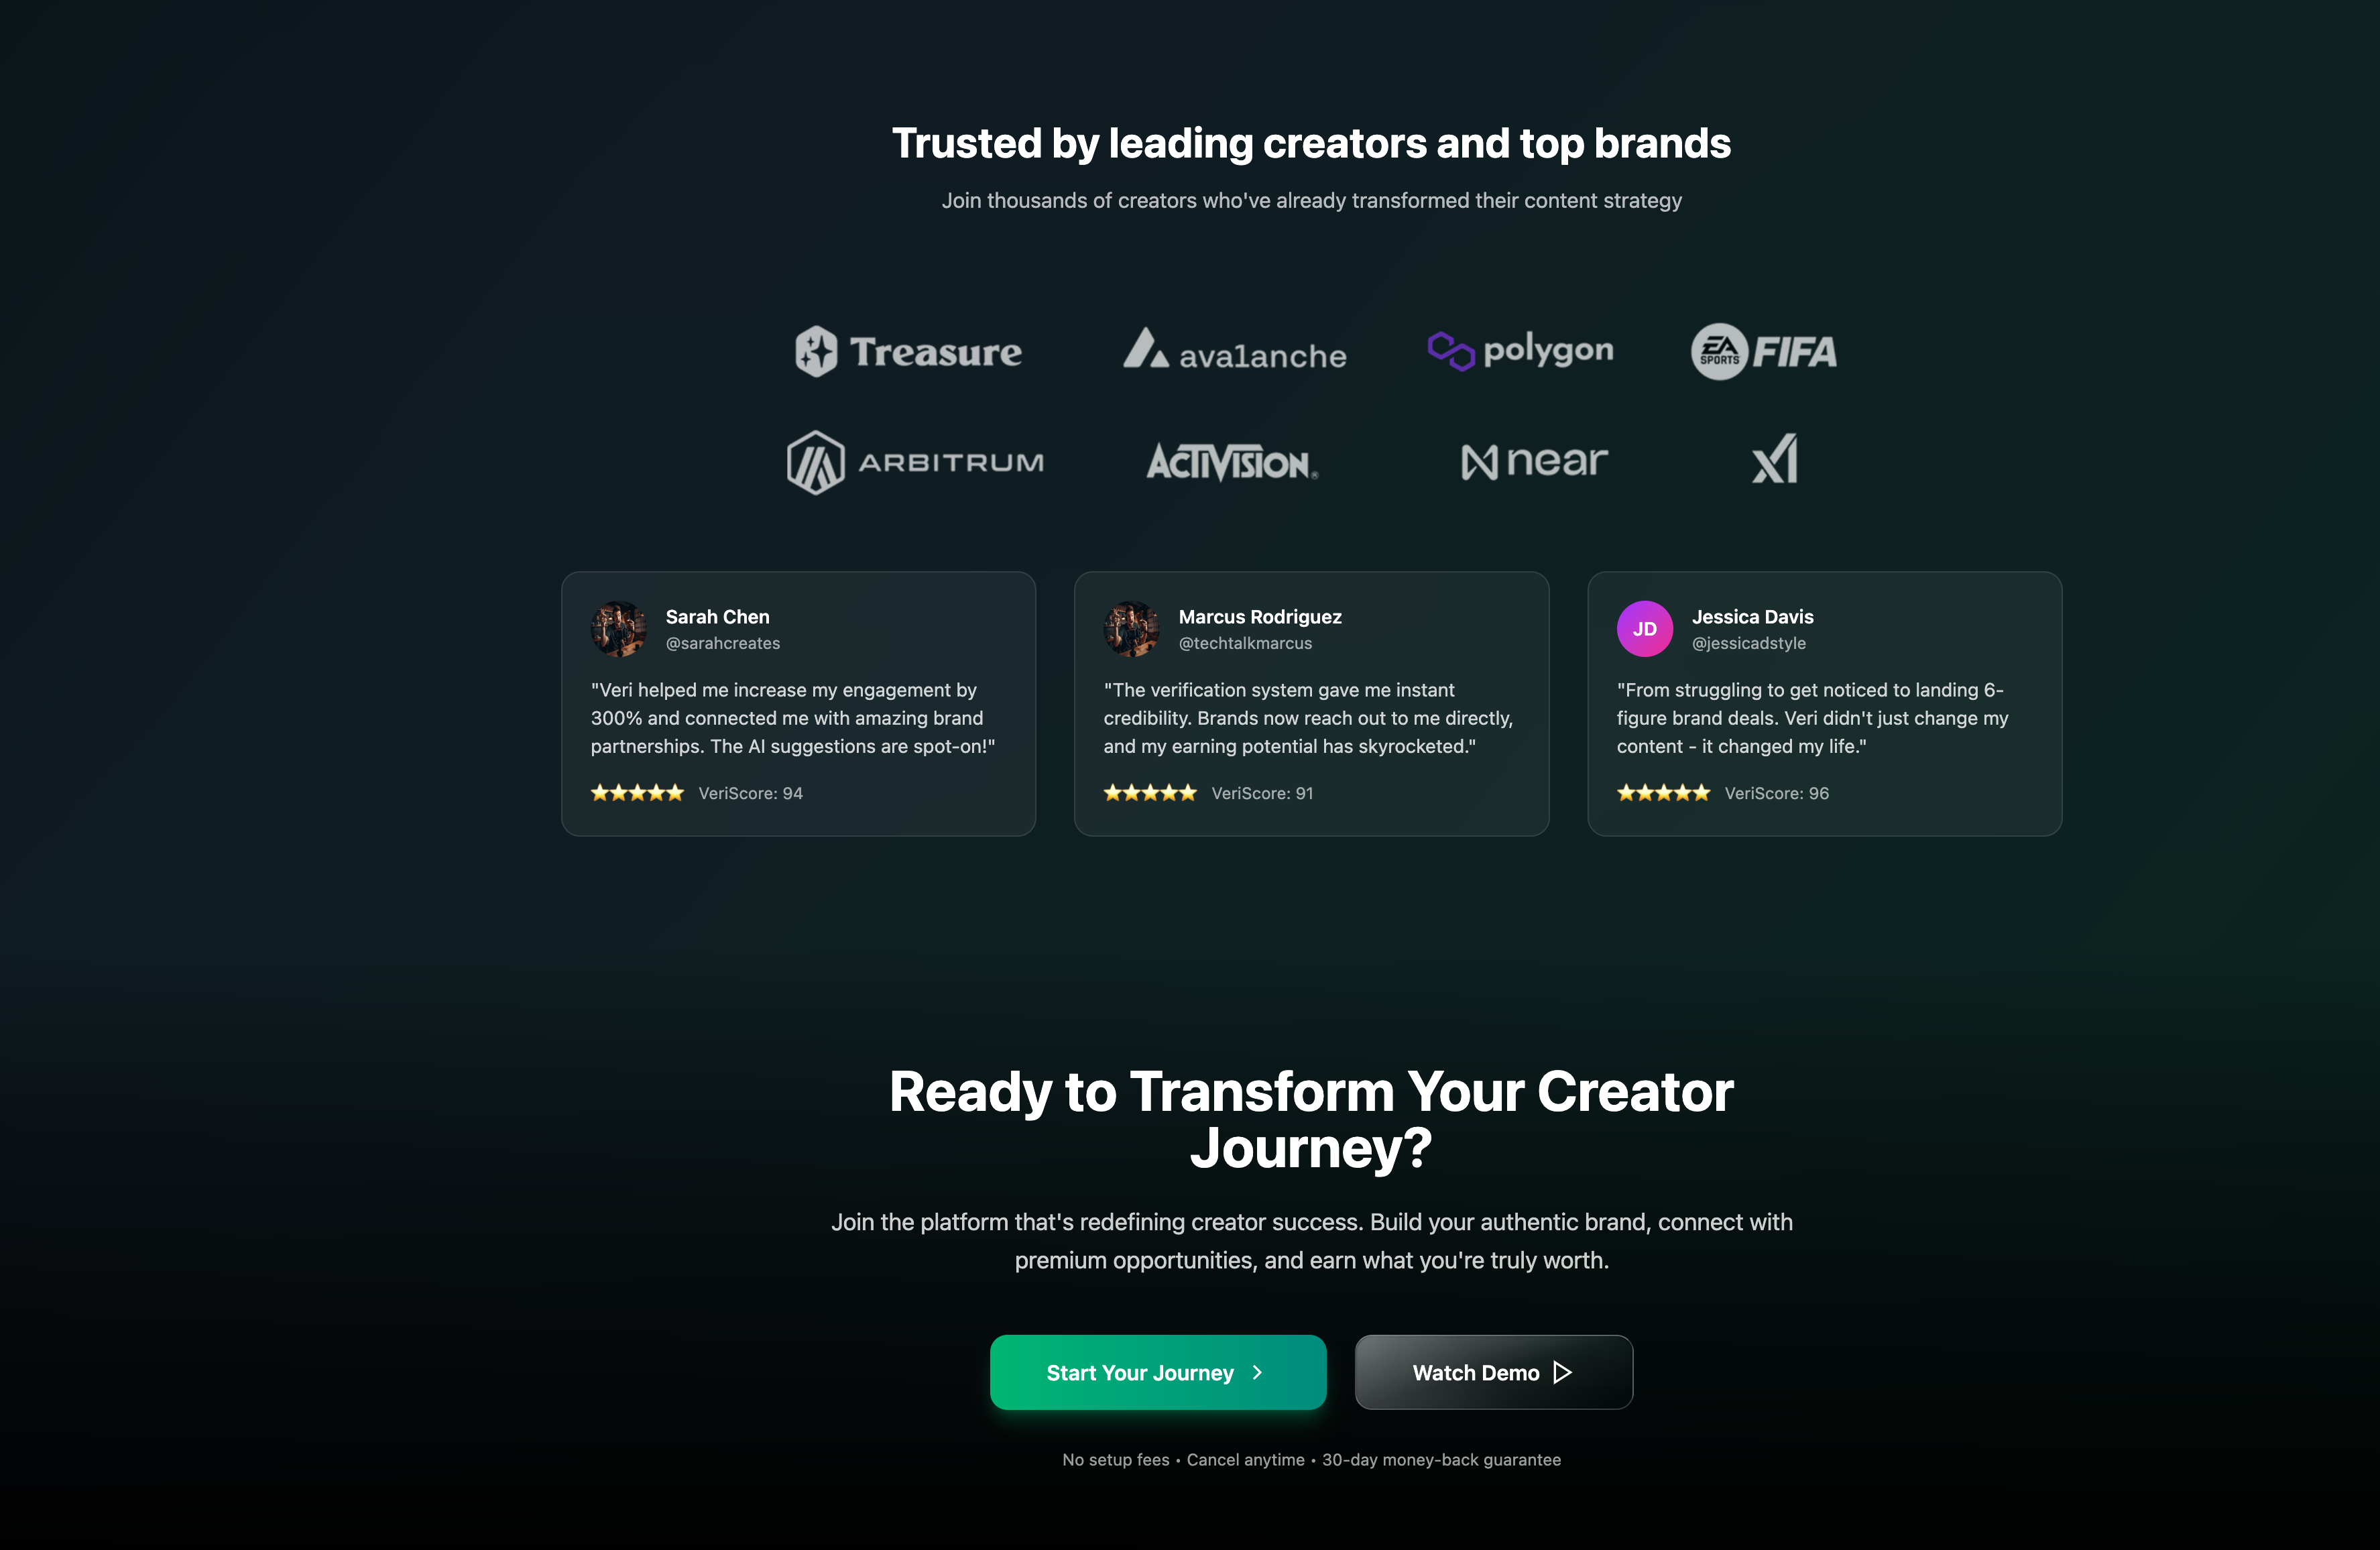 Trusted by leading creators and top brands
Join thousands of creators who've already transformed their content strategy
Treasure
avalanche
polygon
EA SPORTS FIFA
ARBITRUM
ACTIVISION®
near
x1
Sarah Chen
@sarahcreates
"Veri helped me increase my engagement by
300% and connected me with amazing brand
partnerships. The AI suggestions are spot-on!"
VeriScore: 94
Marcus Rodriguez
@techtalkmarcus
"The verification system gave me instant
credibility. Brands now reach out to me directly,
and my earning potential has skyrocketed."
VeriScore: 91
JD
Jessica Davis
@jessicadstyle
"From struggling to get noticed to landing 6-
figure brand deals. Veri didn't just change my
content - it changed my life."
VeriScore: 96
Ready to Transform Your Creator
Journey?
Join the platform that's redefining creator success. Build your authentic brand, connect with
premium opportunities, and earn what you're truly worth.
Start Your Journey
Watch Demo
No setup fees • Cancel anytime • 30-day money-back guarantee